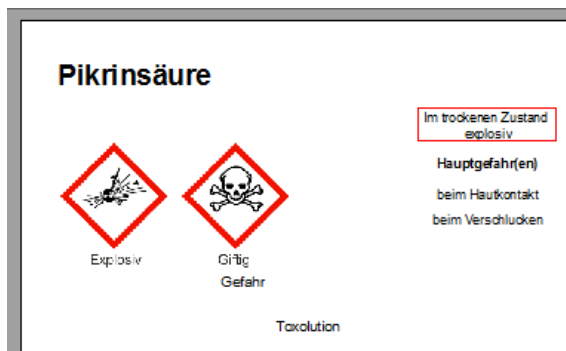 Pikrinsäure
Im trockenen Zustand
explosiv
Hauptgefahr(en)
beim Hautkontakt
beim Verschlucken
Explosiv
Giftig
Gefahr
Toxolution